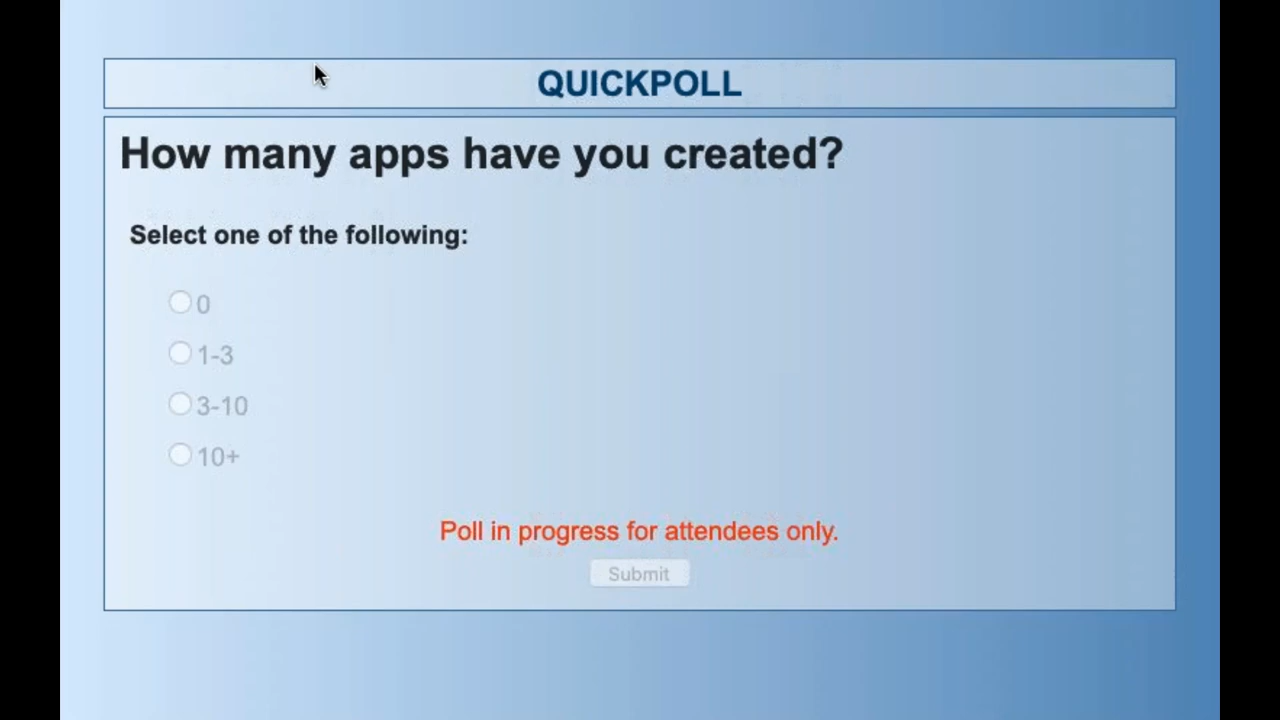 QUICKPOLL
How many apps have you created?
Select one of the following:
0
1-3
3-10
10+
Poll in progress for attendees only.
Submit